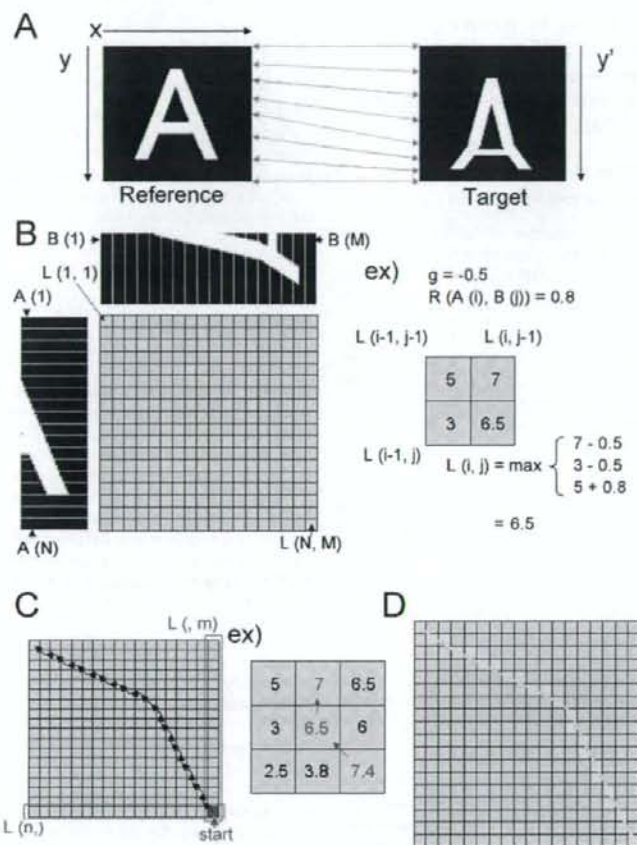 A
x
y
y'
A
A
Reference
Target
B
B (1)
B (M)
L (1, 1)
A (1)
A (N)
L (N, M)
ex)
g = -0.5
R (A (i), B (j)) = 0.8
L (i-1, j-1)
L (i, j-1)
5 7
3 6.5
L (i-1, j)
L (i, j) = max
7 - 0.5
3 - 0.5
5 + 0.8
= 6.5
C
L (, m)
L (n,)
start
ex)
5 7 6.5
3 6.5 6
2.5 3.8 7.4
D